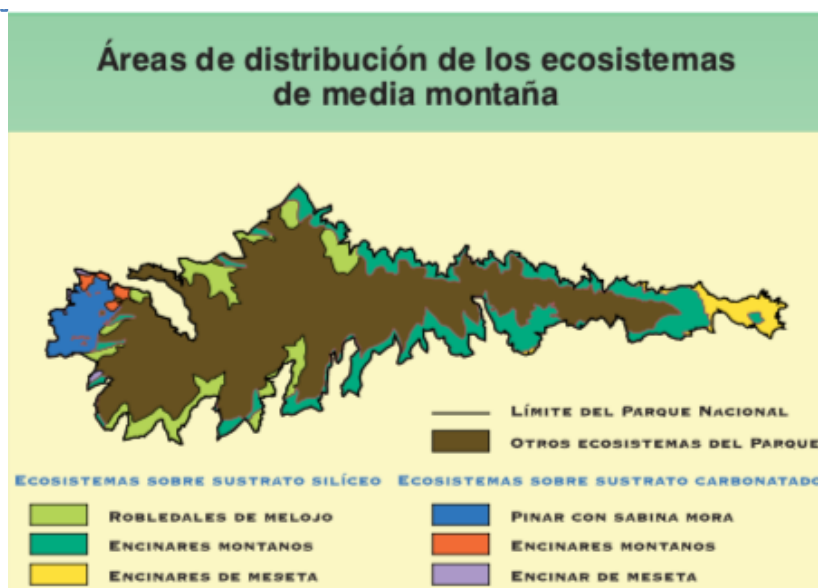 Áreas de distribución de los ecosistemas
de media montaña
LÍMITE DEL PARQUE NACIONAL
OTROS ECOSISTEMAS DEL PARQUE
ECOSISTEMAS SOBRE SUSTRATO SILÍCEO
ROBLEDALES DE MELOJO
ENCINARES MONTANOS
ENCINARES DE MESETA
ECOSISTEMAS SOBRE SUSTRATO CARBONATADO
PINAR CON SABINA MORA
ENCINARES MONTANOS
ENCINAR DE MESETA